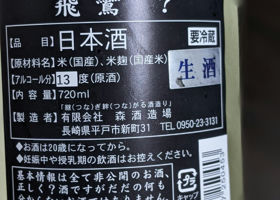 飛鸞 ?
品目 日本酒 要冷蔵
原材料名 米(国産)、米麹(国産米)
アルコール分 13度(原酒) 生酒
内容量 720ml
「継(つな)ぎ絆(つな)がる酒造り」
製造者 有限会社 森酒造場
長崎県平戸市新町31 TEL 0950-23-3131
◆お酒は20歳になってから。
◆妊娠中や授乳期の飲酒はお控えください。
基本情報は全て非公開のお酒、
正しく?酒ですがだだの何も
キャップ